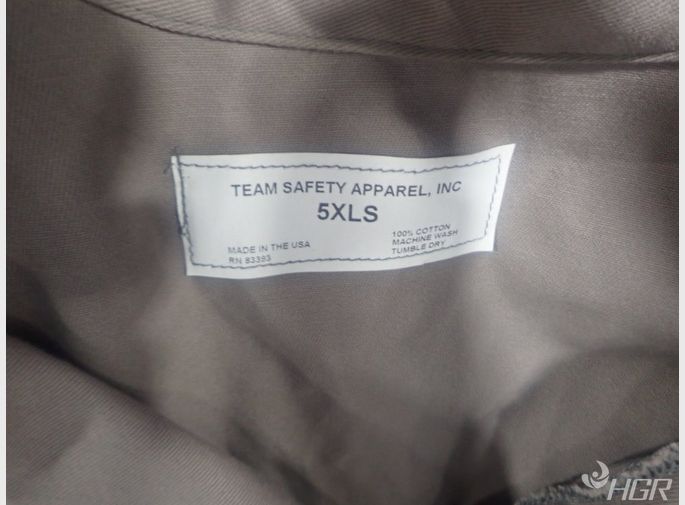 TEAM SAFETY APPAREL, INC
5XLS
MADE IN THE USA
RN 83393
100% COTTON
MACHINE WASH
TUMBLE DRY
HGR